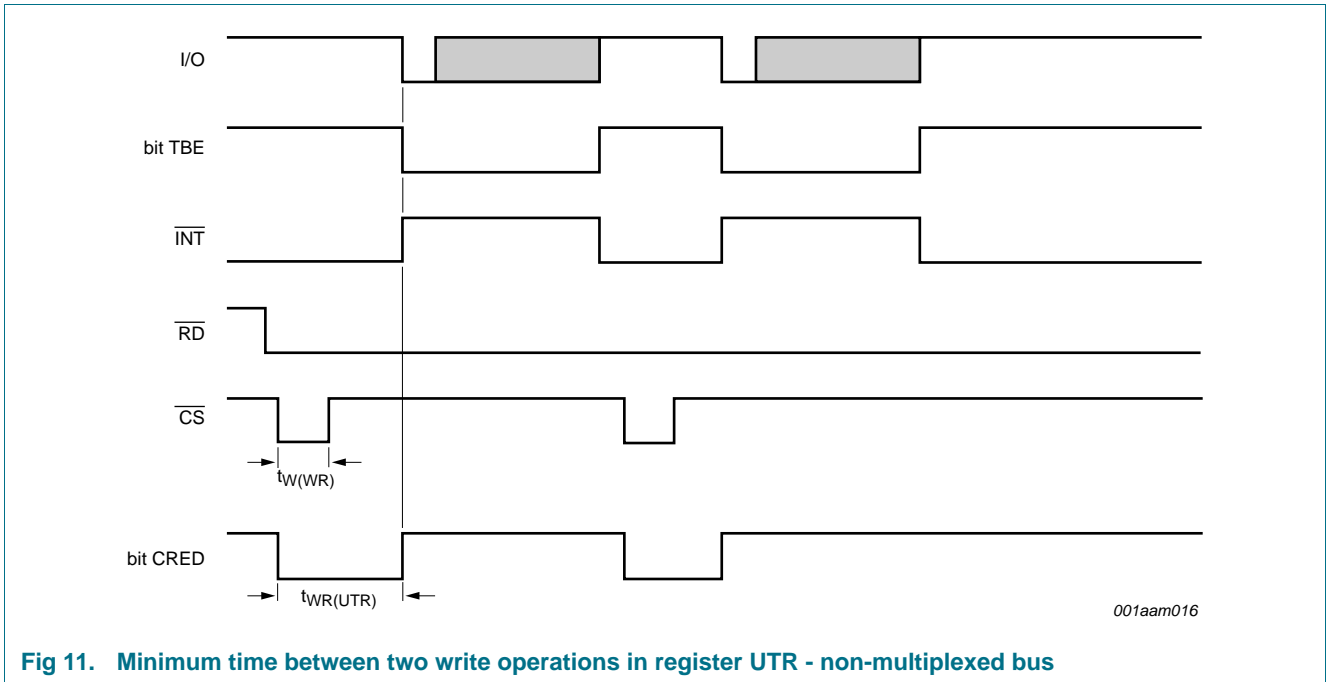 I/O
bit TBE
INT
RD
CS
tW(WR)
bit CRED
tWR(UTR)
001aam016
Fig 11. Minimum time between two write operations in register UTR - non-multiplexed bus